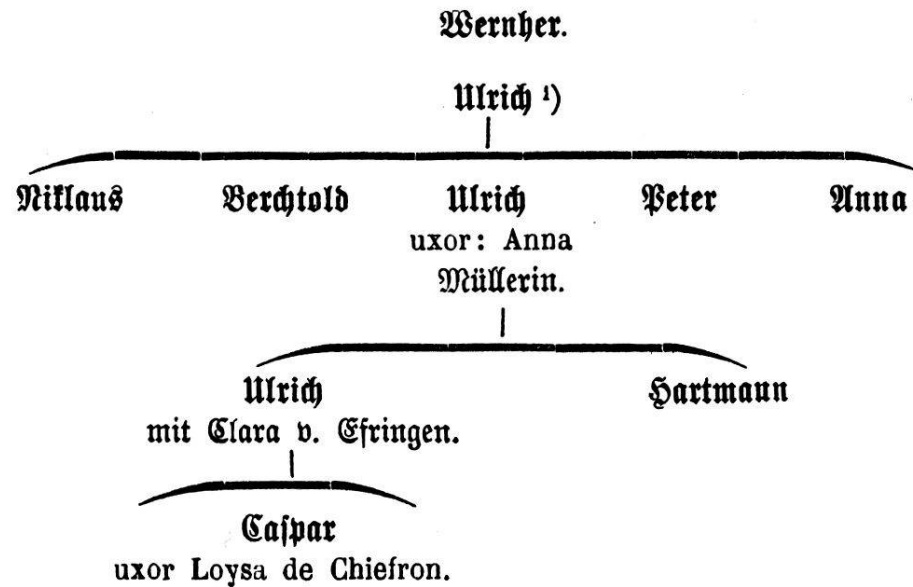 Wernher.
Ulrich ¹)
Niklaus Berchtold Ulrich Peter Anna
uxor: Anna
Müllerin.
Ulrich Hartmann
mit Clara v. Efringen.
Caſpar
uxor Loysa de Chiefron.